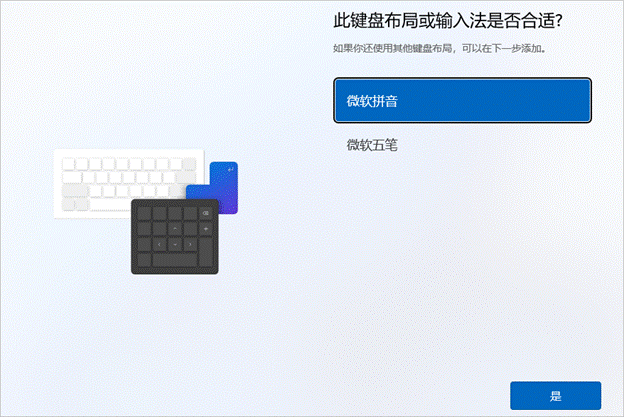 此键盘布局或输入法是否合适?
如果你还使用其他键盘布局，可以在下一步添加。
微软拼音
微软五笔
是